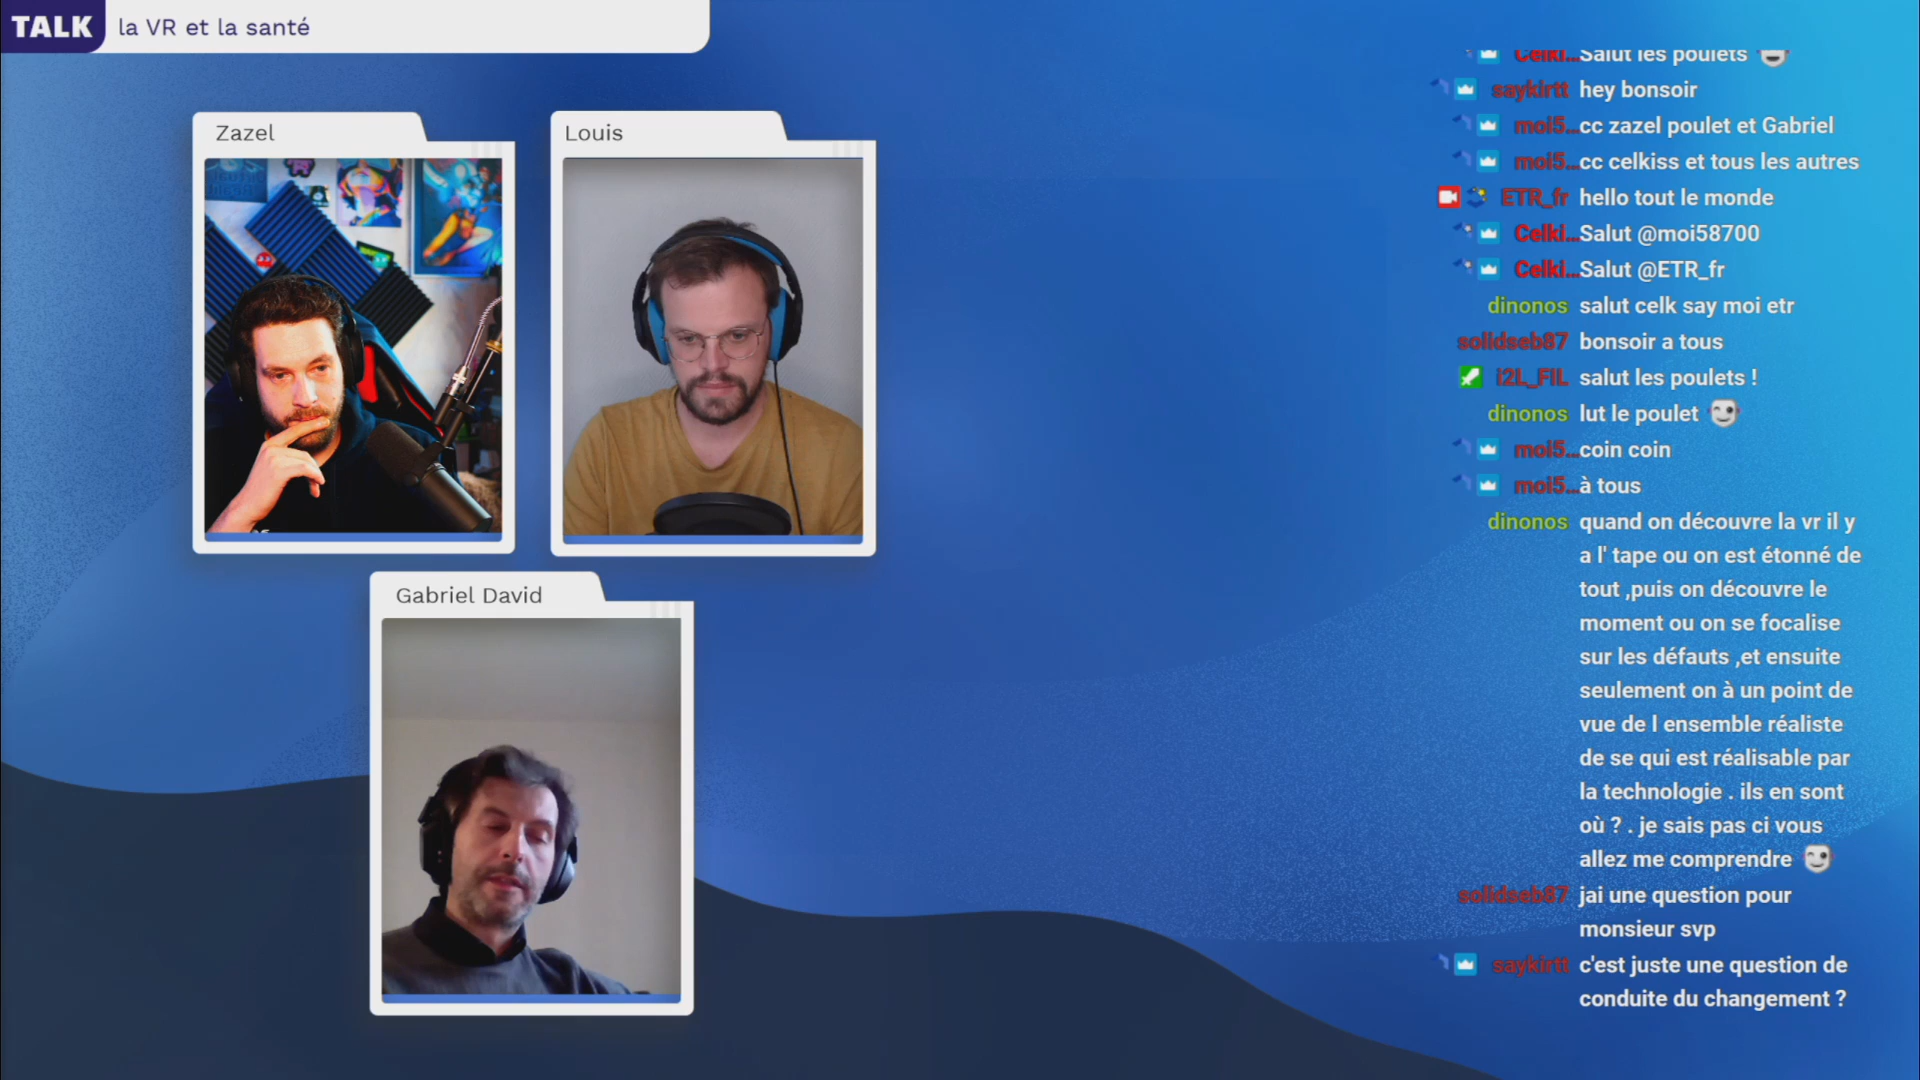 TALK la VR et la santé
Zazel
Louis
Gabriel David
Celki...Salut les poulets
saykirtt hey bonsoir
moi5...cc zazel poulet et Gabriel
moi5...cc celkiss et tous les autres
ETR_fr hello tout le monde
Celki...Salut @moi58700
Celki...Salut @ETR_fr
dinonos salut celk say moi etr
solidseb87 bonsoir a tous
i2L_FIL salut les poulets !
dinonos lut le poulet
moi5...coin coin
moi5...à tous
dinonos quand on découvre la vr il y
a l' tape ou on est étonné de
tout ,puis on découvre le
moment ou on se focalise
sur les défauts ,et ensuite
seulement on à un point de
vue de l ensemble réaliste
de se qui est réalisable par
la technologie . ils en sont
où ? . je sais pas ci vous
allez me comprendre
solidseb87 jai une question pour
monsieur svp
saykirtt c'est juste une question de
conduite du changement ?